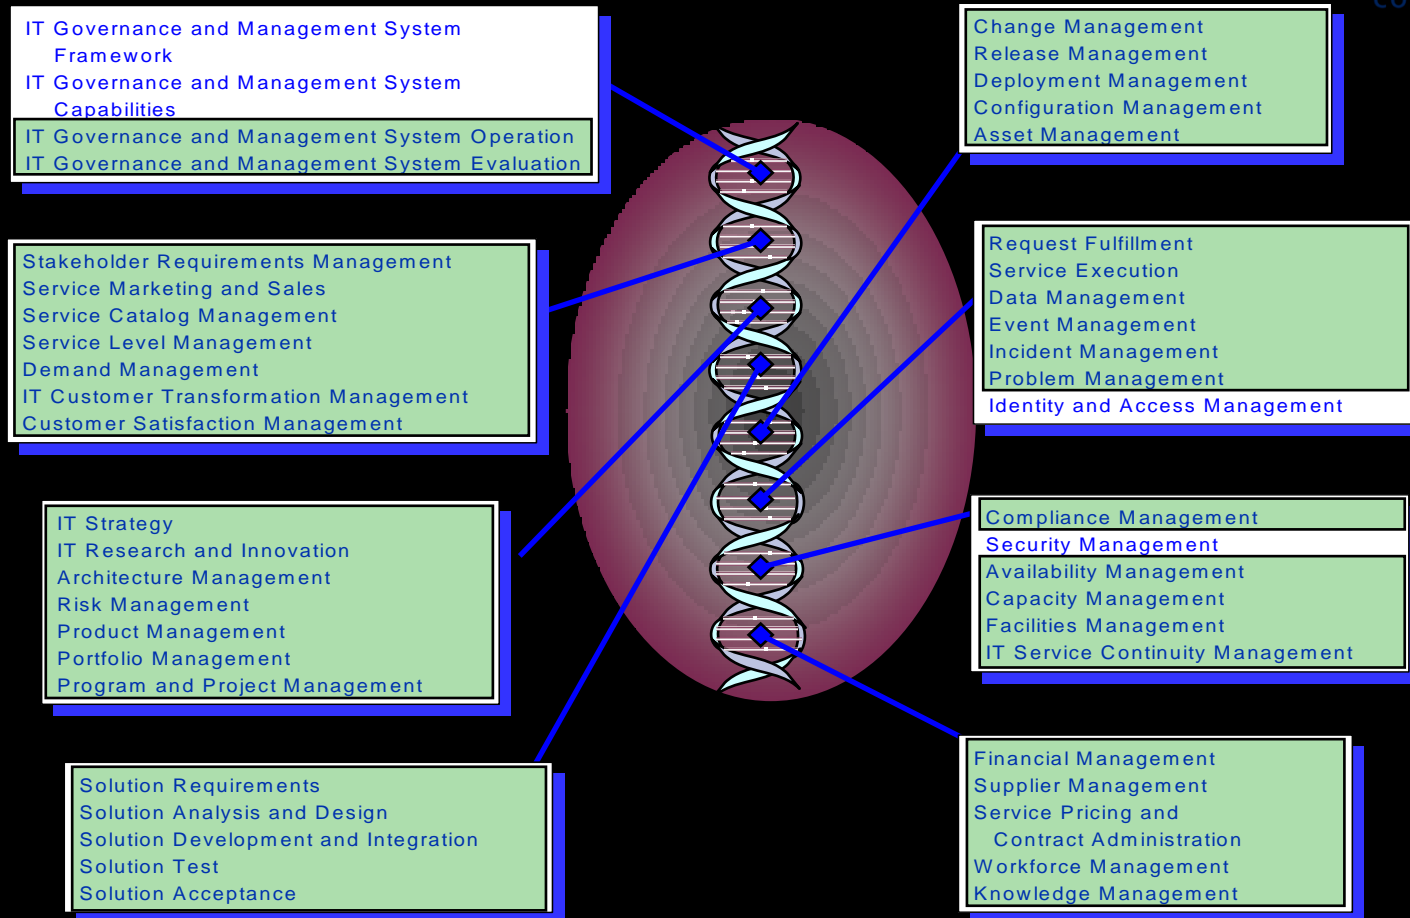 IT Governance and Management System
Framework
IT Governance and Management System
Capabilities
IT Governance and Management System Operation
IT Governance and Management System Evaluation
Stakeholder Requirements Management
Service Marketing and Sales
Service Catalog Management
Service Level Management
Demand Management
IT Customer Transformation Management
Customer Satisfaction Management
IT Strategy
IT Research and Innovation
Architecture Management
Risk Management
Product Management
Portfolio Management
Program and Project Management
Solution Requirements
Solution Analysis and Design
Solution Development and Integration
Solution Test
Solution Acceptance
Change Management
Release Management
Deployment Management
Configuration Management
Asset Management
Request Fulfillment
Service Execution
Data Management
Event Management
Incident Management
Problem Management
Identity and Access Management
Compliance Management
Security Management
Availability Management
Capacity Management
Facilities Management
IT Service Continuity Management
Financial Management
Supplier Management
Service Pricing and
Contract Administration
Workforce Management
Knowledge Management